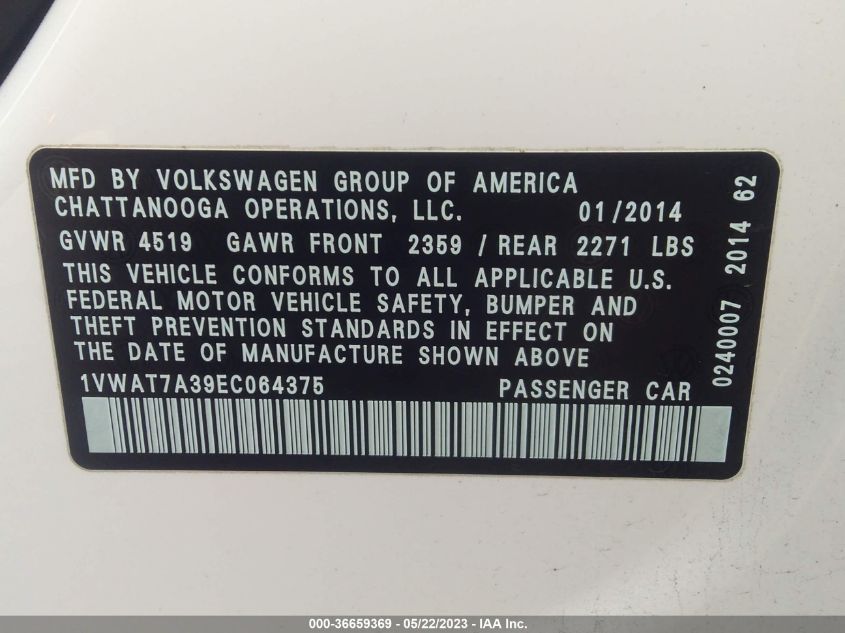 MFD BY VOLKSWAGEN GROUP OF AMERICA
CHATTANOOGA OPERATIONS, LLC. 01/2014
GVWR 4519 GAWR FRONT 2359 / REAR 2271 LBS
THIS VEHICLE CONFORMS TO ALL APPLICABLE U.S.
FEDERAL MOTOR VEHICLE SAFETY, BUMPER AND
THEFT PREVENTION STANDARDS IN EFFECT ON
THE DATE OF MANUFACTURE SHOWN ABOVE
1VWAT7A39EC064375 PASSENGER CAR
0240007 2014 62
000-36659369 - 05/22/2023 - IAA Inc.